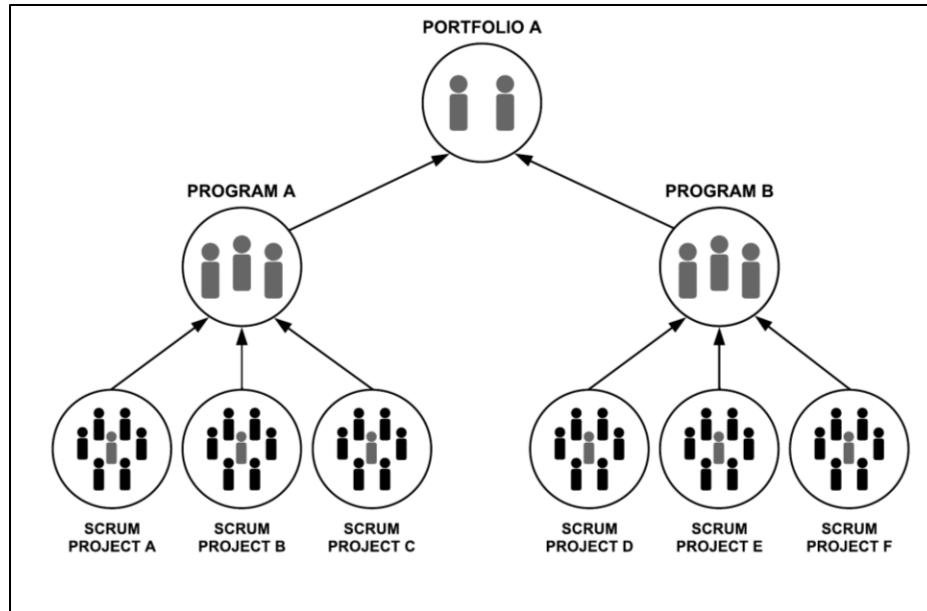 PORTFOLIO A
PROGRAM A
PROGRAM B
SCRUM
PROJECT A
SCRUM
PROJECT B
SCRUM
PROJECT C
SCRUM
PROJECT D
SCRUM
PROJECT E
SCRUM
PROJECT F